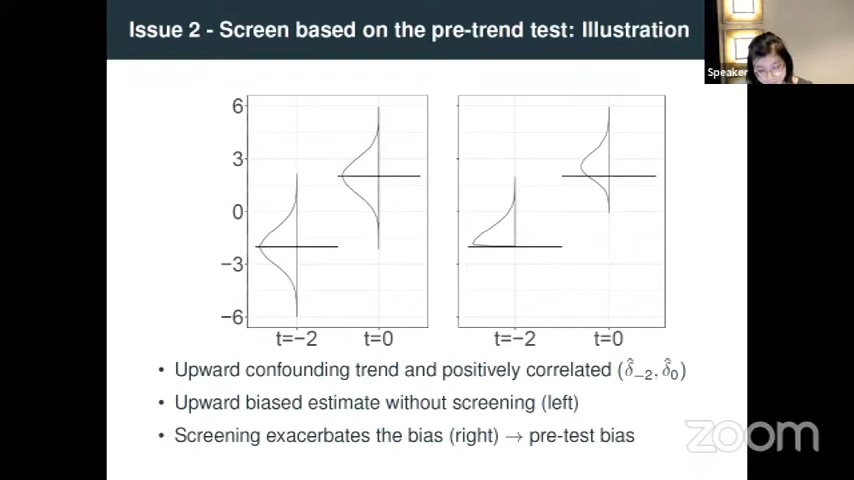 Issue 2 - Screen based on the pre-trend test: Illustration
Speaker
6
3
0
−3
−6
t=−2
t=0
t=−2
t=0
• Upward confounding trend and positively correlated (δ̂₋₂, δ̂₀)
• Upward biased estimate without screening (left)
• Screening exacerbates the bias (right) → pre-test bias
zoom